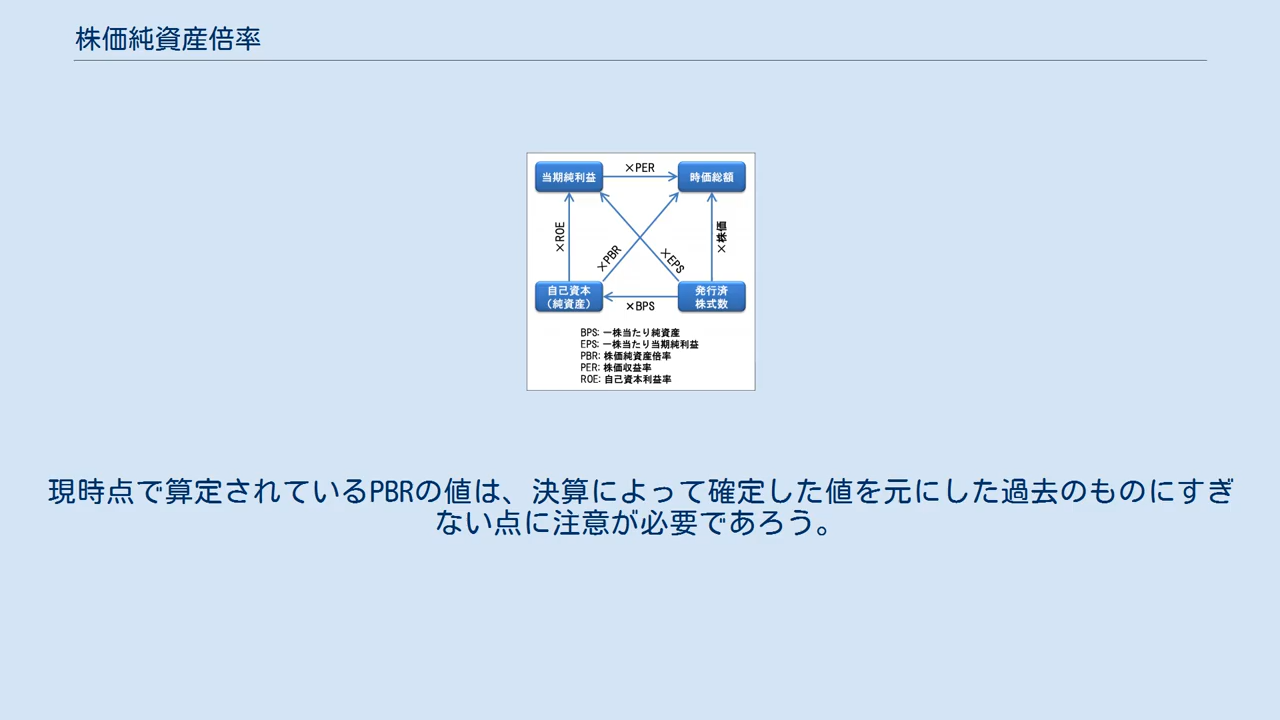 株価純資産倍率
当期純利益
×PER
時価総額
×ROE
×PBR
×EPS
×株価
自己資本
（純資産）
×BPS
発行済
株式数
BPS: 一株当たり純資産
EPS: 一株当たり当期純利益
PBR: 株価純資産倍率
PER: 株価収益率
ROE: 自己資本利益率
現時点で算定されているPBRの値は、決算によって確定した値を元にした過去のものにすぎ
ない点に注意が必要であろう。